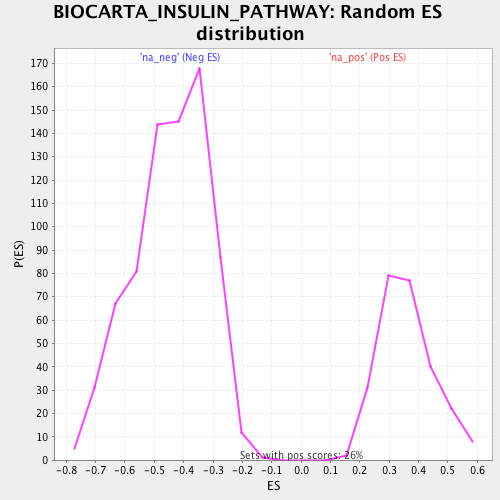 BIOCARTA_INSULIN_PATHWAY: Random ES
distribution
'na_neg' (Neg ES)
'na_pos' (Pos ES)
170
160
150
140
130
120
110
100
90
80
70
60
50
40
30
20
10
0
P(ES)
Sets with pos scores: 26%
-0.8 -0.7 -0.6 -0.5 -0.4 -0.3 -0.2 -0.1 0.0 0.1 0.2 0.3 0.4 0.5 0.6
ES